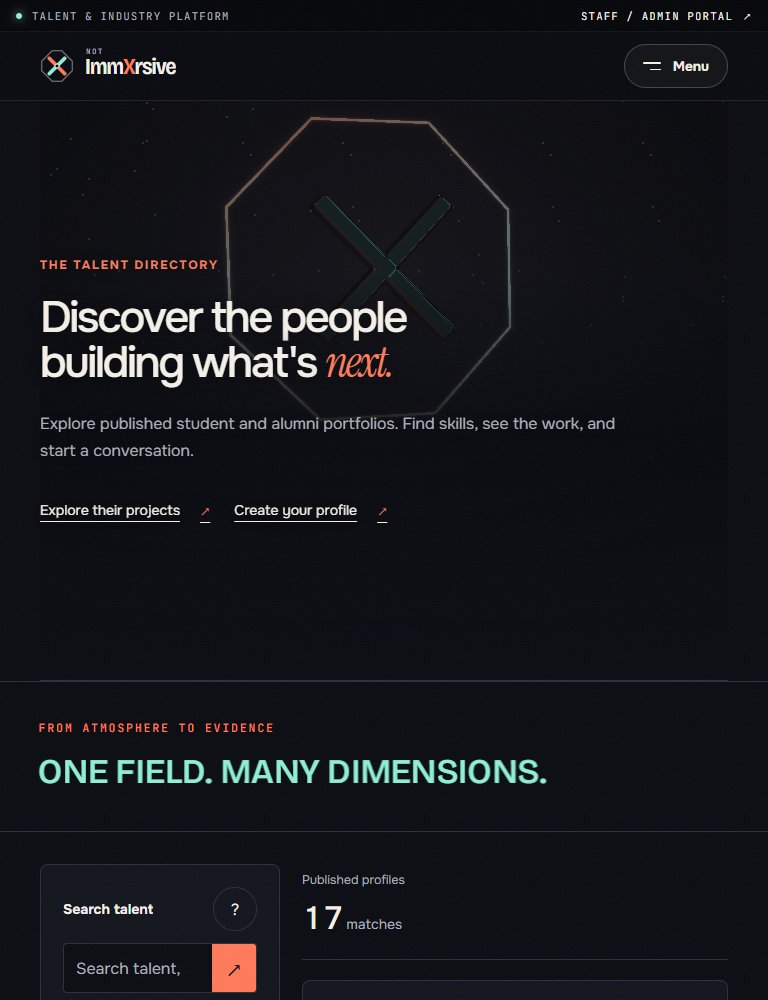 TALENT & INDUSTRY PLATFORM
STAFF / ADMIN PORTAL ↗
NOT
ImmXrsive
Menu
THE TALENT DIRECTORY
Discover the people
building what's next.
Explore published student and alumni portfolios. Find skills, see the work, and
start a conversation.
Explore their projects ↗ Create your profile ↗
FROM ATMOSPHERE TO EVIDENCE
ONE FIELD. MANY DIMENSIONS.
Search talent
?
Search talent,
↗
Published profiles
17 matches